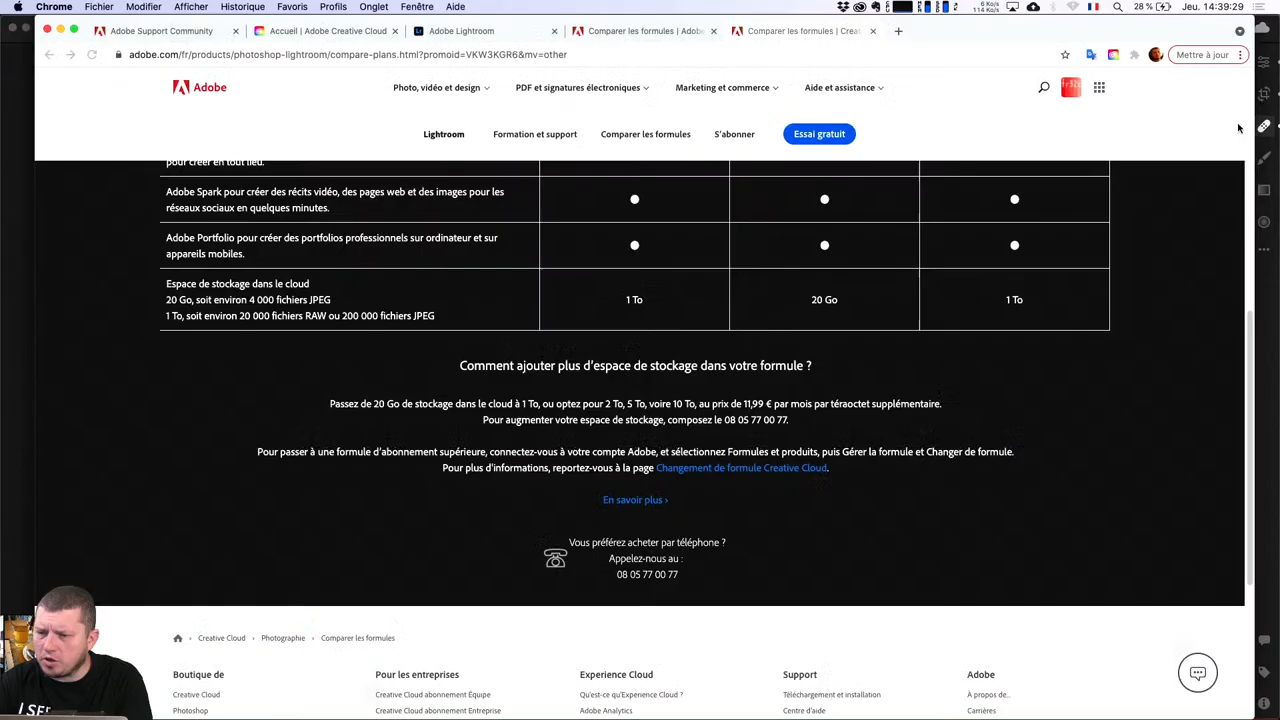 Chrome Fichier Modifier Afficher Historique Favoris Profils Onglet Fenêtre Aide
6 Ko/s
114 Ko/s
28 %
Jeu. 14:39:29
Adobe Support Community
Accueil | Adobe Creative Cloud
Adobe Lightroom
Comparer les formules | Adobe
Comparer les formules | Creat
adobe.com/fr/products/photoshop-lightroom/compare-plans.html?promoid=VKW3KGR6&mv=other
Mettre à jour
Adobe
Photo, vidéo et design
PDF et signatures électroniques
Marketing et commerce
Aide et assistance
Lightroom
Formation et support
Comparer les formules
S'abonner
Essai gratuit
pour créer en tout lieu.
Adobe Spark pour créer des récits vidéo, des pages web et des images pour les
réseaux sociaux en quelques minutes.
Adobe Portfolio pour créer des portfolios professionnels sur ordinateur et sur
appareils mobiles.
Espace de stockage dans le cloud
20 Go, soit environ 4 000 fichiers JPEG
1 To, soit environ 20 000 fichiers RAW ou 200 000 fichiers JPEG
1 To
20 Go
1 To
Comment ajouter plus d'espace de stockage dans votre formule ?
Passez de 20 Go de stockage dans le cloud à 1 To, ou optez pour 2 To, 5 To, voire 10 To, au prix de 11,99 € par mois par téraoctet supplémentaire.
Pour augmenter votre espace de stockage, composez le 08 05 77 00 77.
Pour passer à une formule d'abonnement supérieure, connectez-vous à votre compte Adobe, et sélectionnez Formules et produits, puis Gérer la formule et Changer de formule.
Pour plus d'informations, reportez-vous à la page Changement de formule Creative Cloud.
En savoir plus ›
Vous préférez acheter par téléphone ?
Appelez-nous au :
08 05 77 00 77
Creative Cloud › Photographie › Comparer les formules
Boutique de
Pour les entreprises
Experience Cloud
Support
Adobe
Creative Cloud
Creative Cloud abonnement Équipe
Qu'est-ce qu'Experience Cloud ?
Téléchargement et installation
À propos de...
Photoshop
Creative Cloud abonnement Entreprise
Adobe Analytics
Centre d'aide
Carrières